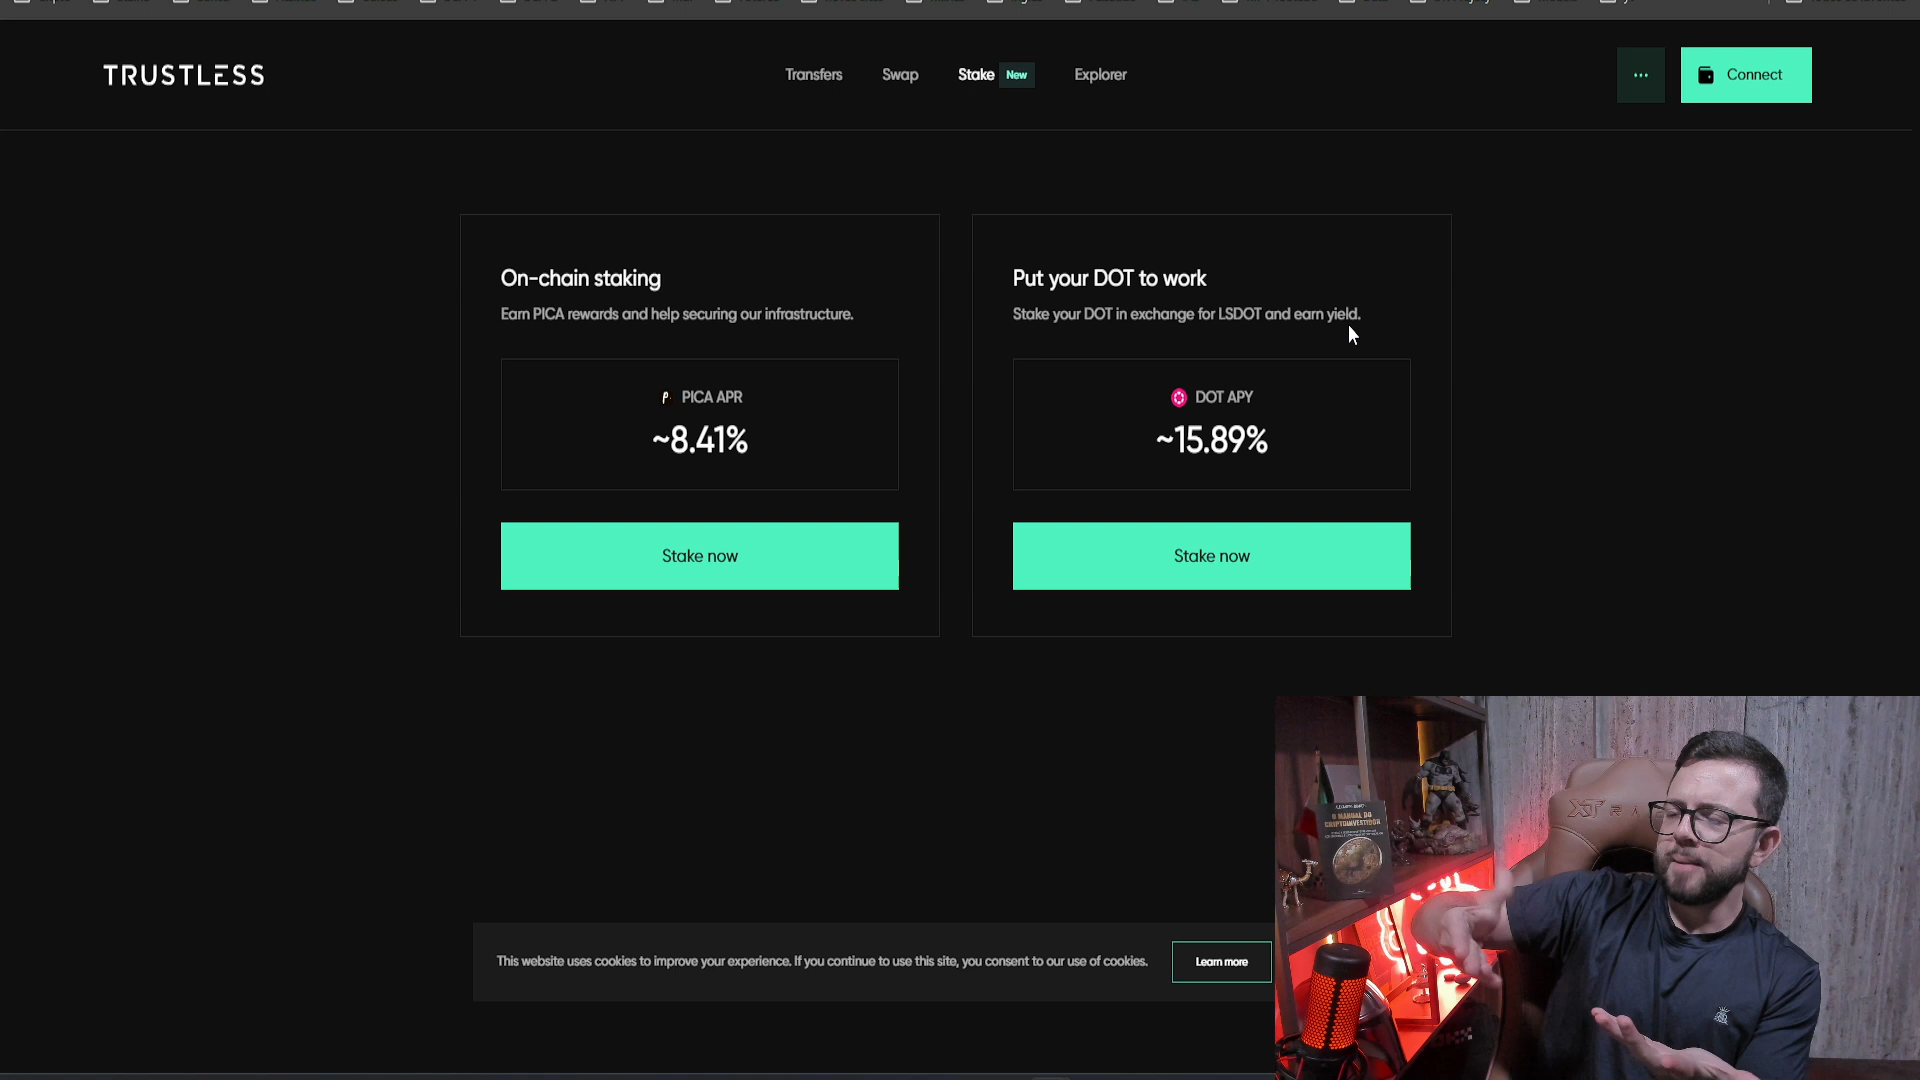 TRUSTLESS
Transfers
Swap
Stake New
Explorer
...
Connect
On-chain staking
Earn PICA rewards and help securing our infrastructure.
PICA APR
~8.41%
Stake now
Put your DOT to work
Stake your DOT in exchange for LSDOT and earn yield.
DOT APY
~15.89%
Stake now
This website uses cookies to improve your experience. If you continue to use this site, you consent to our use of cookies.
Learn more
O MANUAL DO
CRIPTOINVESTIDOR